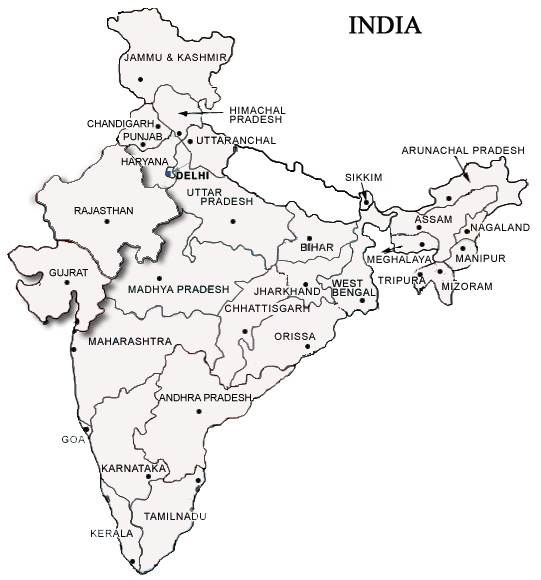 INDIA
JAMMU & KASHMIR
HIMACHAL
PRADESH
CHANDIGARH
PUNJAB
UTTARANCHAL
ARUNACHAL PRADESH
HARYANA
DELHI
SIKKIM
UTTAR
PRADESH
RAJASTHAN
ASSAM
NAGALAND
BIHAR
MEGHALAYA
MANIPUR
GUJRAT
TRIPURA
MIZORAM
MADHYA PRADESH
JHARKHAND
WEST
BENGAL
CHHATTISGARH
ORISSA
MAHARASHTRA
ANDHRA PRADESH
GOA
KARNATAKA
TAMILNADU
KERALA